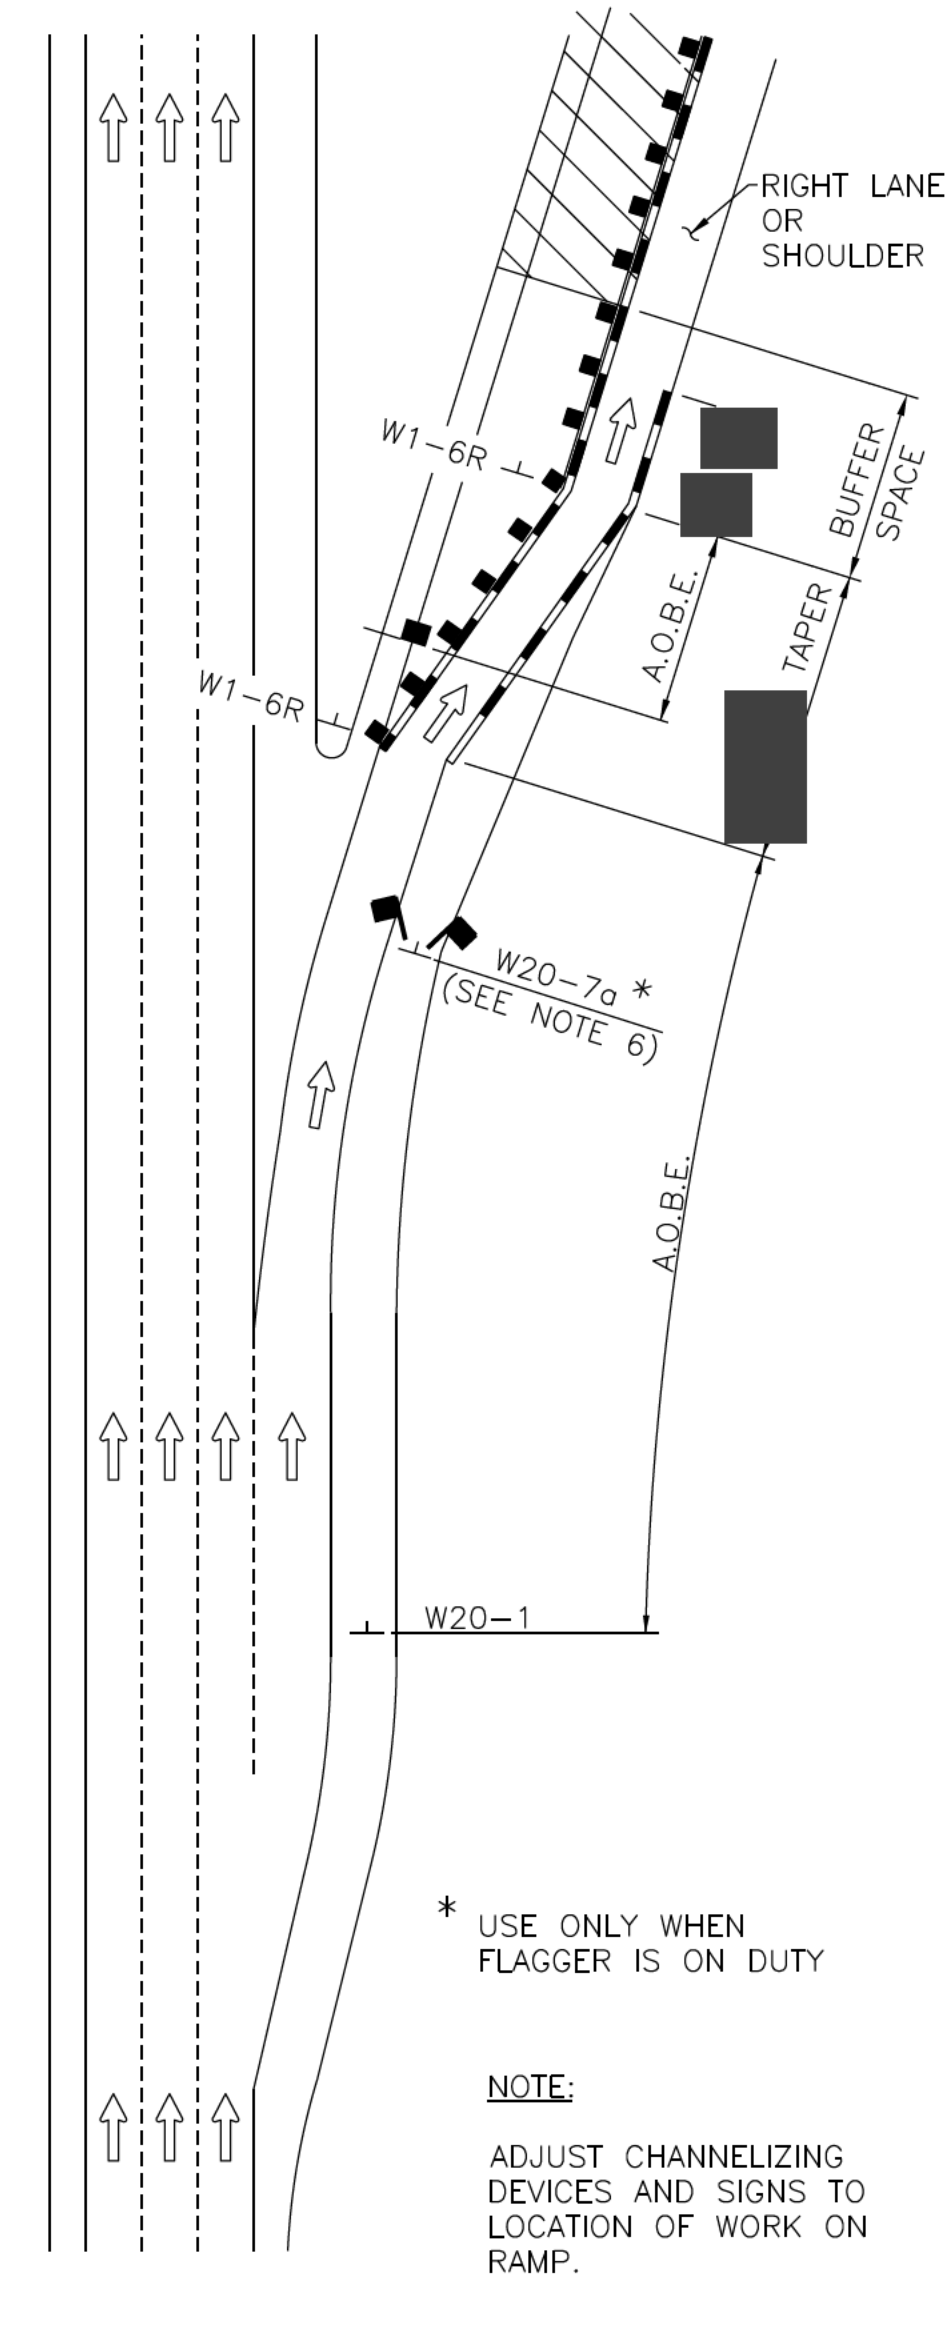 RIGHT LANE
OR
SHOULDER
W1-6R
BUFFER
SPACE
A.O.B.E.
TAPER
W1-6R
W20-7a *
(SEE NOTE 6)
A.O.B.E.
W20-1
* USE ONLY WHEN
FLAGGER IS ON DUTY
NOTE:
ADJUST CHANNELIZING
DEVICES AND SIGNS TO
LOCATION OF WORK ON
RAMP.